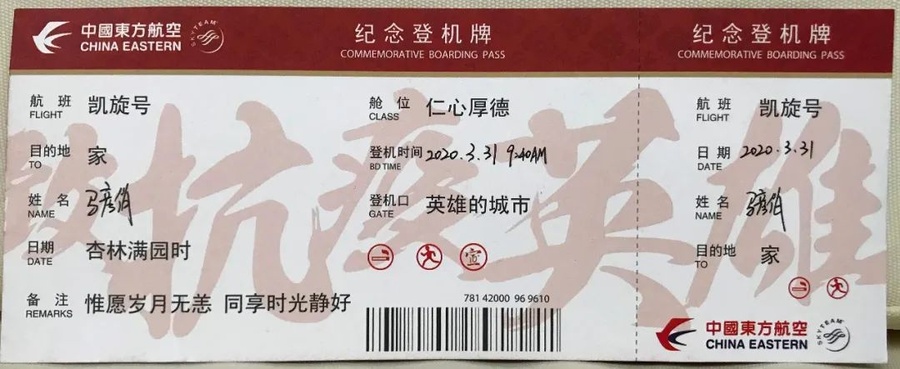 中國東方航空
CHINA EASTERN
SKYTEAM
纪念登机牌
COMMEMORATIVE BOARDING PASS
航班 凯旋号
FLIGHT
舱位 仁心厚德
CLASS
目的地 家
TO
登机时间 2020.3.31 9:40AM
BD TIME
姓名
NAME
登机口 英雄的城市
GATE
日期 杏林满园时
DATE
备注 惟愿岁月无恙 同享时光静好
REMARKS
781 42000 96 9610
致抗疫英雄
纪念登机牌
COMMEMORATIVE BOARDING PASS
航班 凯旋号
FLIGHT
日期 2020.3.31
DATE
姓名
NAME
目的地 家
TO
中國東方航空
CHINA EASTERN
SKYTEAM